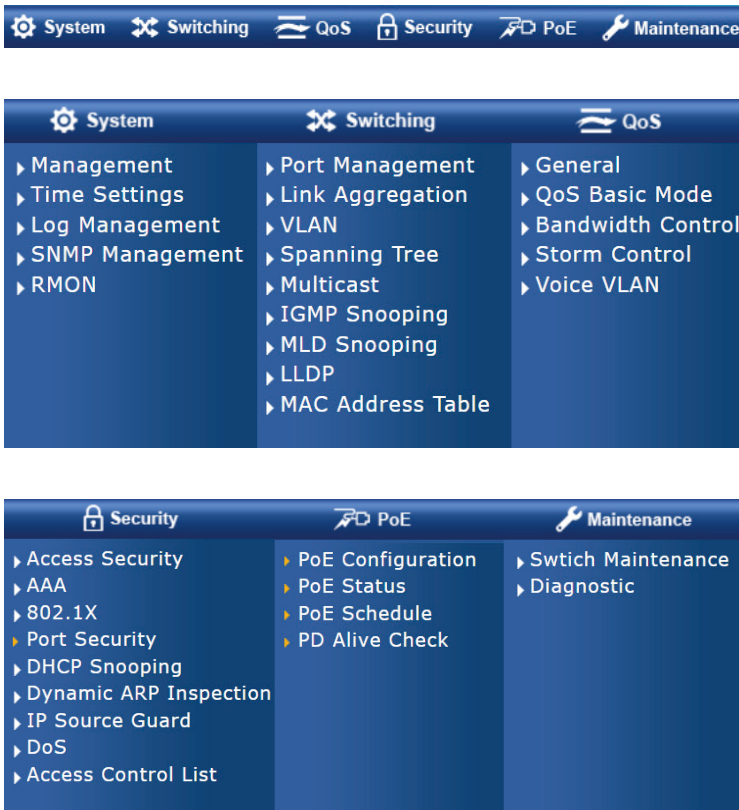 System Switching QoS Security PoE Maintenance
System Switching QoS
Management
Time Settings
Log Management
SNMP Management
RMON
Port Management
Link Aggregation
VLAN
Spanning Tree
Multicast
IGMP Snooping
MLD Snooping
LLDP
MAC Address Table
General
QoS Basic Mode
Bandwidth Control
Storm Control
Voice VLAN
Security PoE Maintenance
Access Security
AAA
802.1X
Port Security
DHCP Snooping
Dynamic ARP Inspection
IP Source Guard
DoS
Access Control List
PoE Configuration
PoE Status
PoE Schedule
PD Alive Check
Swtich Maintenance
Diagnostic